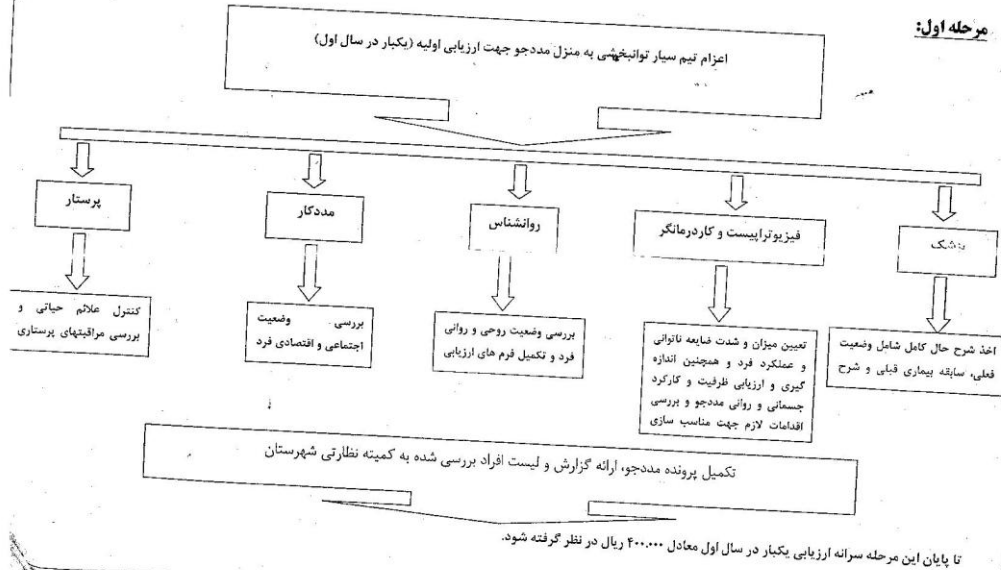 مرحله اول:
اعزام تیم سیار توانبخشی به منزل مددجو جهت ارزیابی اولیه (یکبار در سال اول)
پزشک
فیزیوتراپیست و کاردرمانگر
روانشناس
مددکار
پرستار
اخذ شرح حال کامل شامل وضعیت
فعلی، سابقه بیماری قبلی و شرح
تعیین میزان و شدت ضایعه ناتوانی
و عملکرد فرد و همچنین اندازه
گیری و ارزیابی ظرفیت و کارکرد
جسمانی و روانی مددجو و بررسی
اقدامات لازم جهت مناسب سازی
بررسی وضعیت روحی و روانی
فرد و تکمیل فرم های ارزیابی
بررسی وضعیت
اجتماعی و اقتصادی فرد
کنترل علائم حیاتی و
بررسی مراقبتهای پرستاری
تکمیل پرونده مددجو، ارائه گزارش و لیست افراد بررسی شده به کمیته نظارتی شهرستان
تا پایان این مرحله سرانه ارزیابی یکبار در سال اول معادل ۴۰۰.۰۰۰ ریال در نظر گرفته شود.